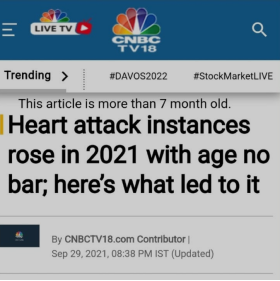 LIVE TV
CNBC
TV18
Trending > #DAVOS2022 #StockMarketLIVE
This article is more than 7 month old.
Heart attack instances
rose in 2021 with age no
bar; here's what led to it
By CNBCTV18.com Contributor |
Sep 29, 2021, 08:38 PM IST (Updated)